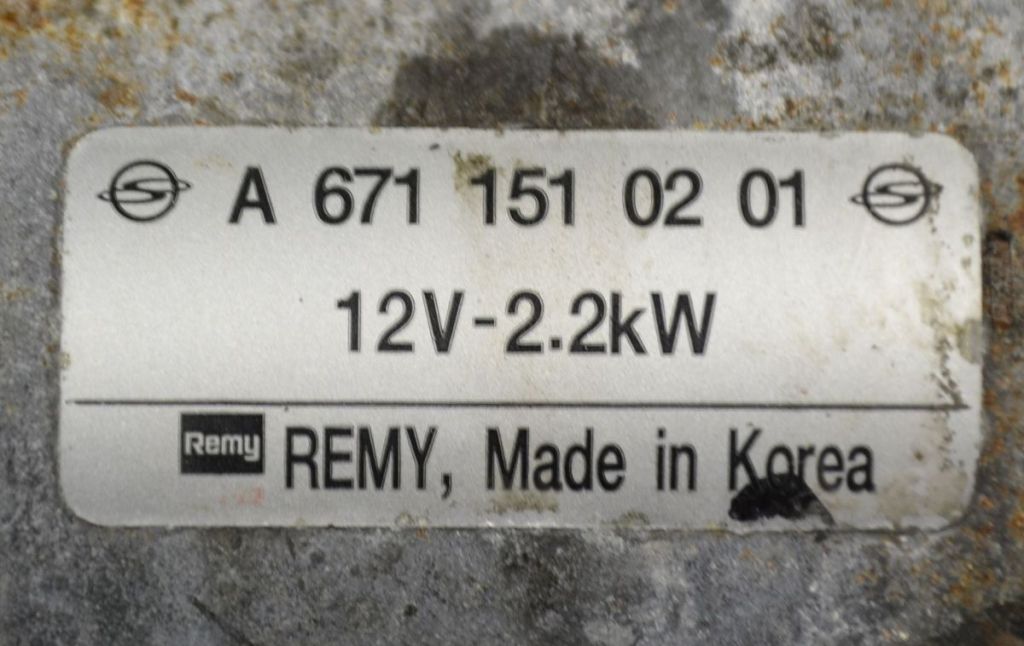 A 671 151 02 01
12V-2.2kW
Remy REMY, Made in Korea